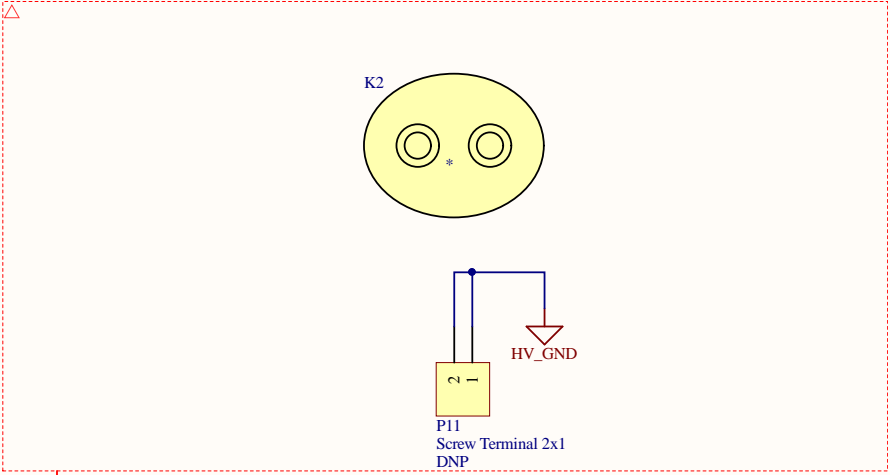 K2
*
HV_GND
2 1
P11
Screw Terminal 2x1
DNP